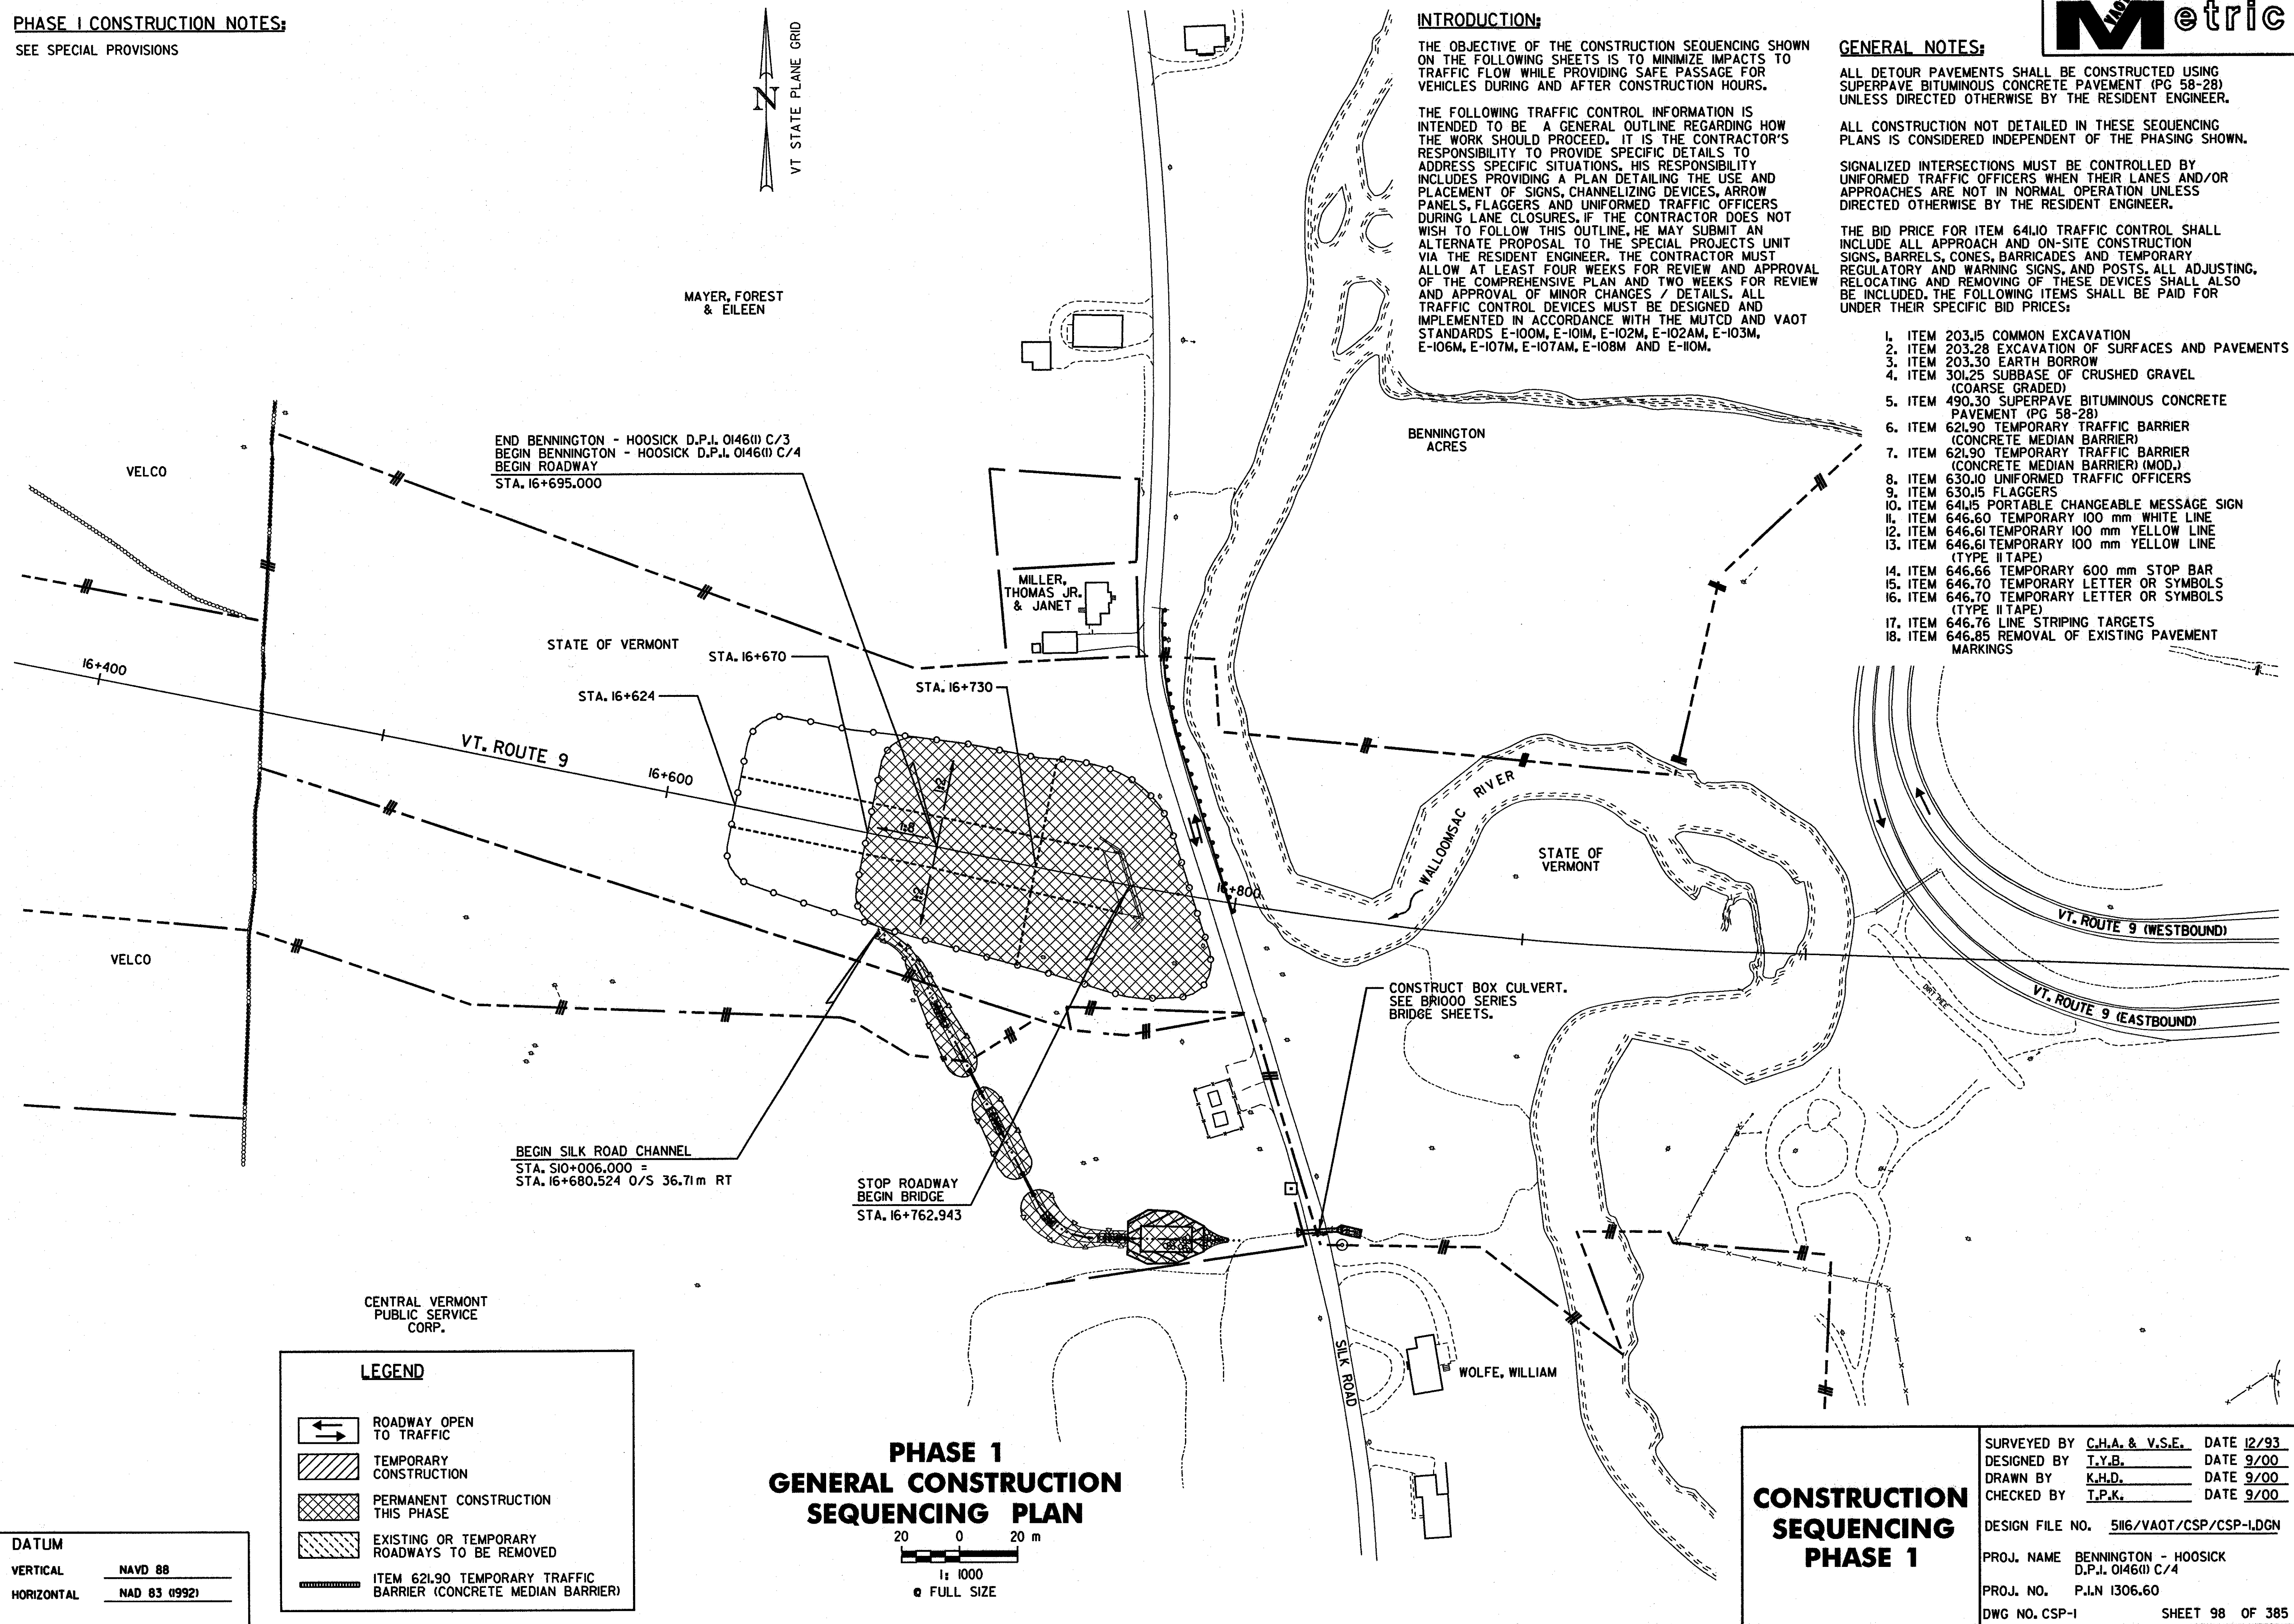 PHASE 1 CONSTRUCTION NOTES:
SEE SPECIAL PROVISIONS
N
VT STATE PLANE GRID
INTRODUCTION:
THE OBJECTIVE OF THE CONSTRUCTION SEQUENCING SHOWN
ON THE FOLLOWING SHEETS IS TO MINIMIZE IMPACTS TO
TRAFFIC FLOW WHILE PROVIDING SAFE PASSAGE FOR
VEHICLES DURING AND AFTER CONSTRUCTION HOURS.
THE FOLLOWING TRAFFIC CONTROL INFORMATION IS
INTENDED TO BE A GENERAL OUTLINE REGARDING HOW
THE WORK SHOULD PROCEED. IT IS THE CONTRACTOR'S
RESPONSIBILITY TO PROVIDE SPECIFIC DETAILS TO
ADDRESS SPECIFIC SITUATIONS. HIS RESPONSIBILITY
INCLUDES PROVIDING A PLAN DETAILING THE USE AND
PLACEMENT OF SIGNS, CHANNELIZING DEVICES, ARROW
PANELS, FLAGGERS AND UNIFORMED TRAFFIC OFFICERS
DURING LANE CLOSURES. IF THE CONTRACTOR DOES NOT
WISH TO FOLLOW THIS OUTLINE, HE MAY SUBMIT AN
ALTERNATE PROPOSAL TO THE SPECIAL PROJECTS UNIT
VIA THE RESIDENT ENGINEER. THE CONTRACTOR MUST
ALLOW AT LEAST FOUR WEEKS FOR REVIEW AND APPROVAL
OF THE COMPREHENSIVE PLAN AND TWO WEEKS FOR REVIEW
AND APPROVAL OF MINOR CHANGES / DETAILS. ALL
TRAFFIC CONTROL DEVICES MUST BE DESIGNED AND
IMPLEMENTED IN ACCORDANCE WITH THE MUTCD AND VAOT
STANDARDS E-100M, E-101M, E-102M, E-102AM, E-103M,
E-106M, E-107M, E-107AM, E-108M AND E-110M.
VAOT Metric
GENERAL NOTES:
ALL DETOUR PAVEMENTS SHALL BE CONSTRUCTED USING
SUPERPAVE BITUMINOUS CONCRETE PAVEMENT (PG 58-28)
UNLESS DIRECTED OTHERWISE BY THE RESIDENT ENGINEER.
ALL CONSTRUCTION NOT DETAILED IN THESE SEQUENCING
PLANS IS CONSIDERED INDEPENDENT OF THE PHASING SHOWN.
SIGNALIZED INTERSECTIONS MUST BE CONTROLLED BY
UNIFORMED TRAFFIC OFFICERS WHEN THEIR LANES AND/OR
APPROACHES ARE NOT IN NORMAL OPERATION UNLESS
DIRECTED OTHERWISE BY THE RESIDENT ENGINEER.
THE BID PRICE FOR ITEM 641.10 TRAFFIC CONTROL SHALL
INCLUDE ALL APPROACH AND ON-SITE CONSTRUCTION
SIGNS, BARRELS, CONES, BARRICADES AND TEMPORARY
REGULATORY AND WARNING SIGNS, AND POSTS. ALL ADJUSTING,
RELOCATING AND REMOVING OF THESE DEVICES SHALL ALSO
BE INCLUDED. THE FOLLOWING ITEMS SHALL BE PAID FOR
UNDER THEIR SPECIFIC BID PRICES:
1. ITEM 203.15 COMMON EXCAVATION
2. ITEM 203.28 EXCAVATION OF SURFACES AND PAVEMENTS
3. ITEM 203.30 EARTH BORROW
4. ITEM 301.25 SUBBASE OF CRUSHED GRAVEL
(COARSE GRADED)
5. ITEM 490.30 SUPERPAVE BITUMINOUS CONCRETE
PAVEMENT (PG 58-28)
6. ITEM 621.90 TEMPORARY TRAFFIC BARRIER
(CONCRETE MEDIAN BARRIER)
7. ITEM 621.90 TEMPORARY TRAFFIC BARRIER
(CONCRETE MEDIAN BARRIER) (MOD.)
8. ITEM 630.10 UNIFORMED TRAFFIC OFFICERS
9. ITEM 630.15 FLAGGERS
10. ITEM 641.15 PORTABLE CHANGEABLE MESSAGE SIGN
11. ITEM 646.60 TEMPORARY 100 mm WHITE LINE
12. ITEM 646.61 TEMPORARY 100 mm YELLOW LINE
13. ITEM 646.61 TEMPORARY 100 mm YELLOW LINE
(TYPE II TAPE)
14. ITEM 646.66 TEMPORARY 600 mm STOP BAR
15. ITEM 646.70 TEMPORARY LETTER OR SYMBOLS
16. ITEM 646.70 TEMPORARY LETTER OR SYMBOLS
(TYPE II TAPE)
17. ITEM 646.76 LINE STRIPING TARGETS
18. ITEM 646.85 REMOVAL OF EXISTING PAVEMENT
MARKINGS
MAYER, FOREST
& EILEEN
BENNINGTON
ACRES
END BENNINGTON - HOOSICK D.P.I. 0146(1) C/3
BEGIN BENNINGTON - HOOSICK D.P.I. 0146(1) C/4
BEGIN ROADWAY
STA. 16+695.000
VELCO
MILLER,
THOMAS JR.
& JANET
STATE OF VERMONT
STA. 16+670
STA. 16+624
STA. 16+730
16+400
VT. ROUTE 9
16+600
1:2
1:8
1:2
16+800
WALLOOMSAC RIVER
STATE OF
VERMONT
VT. ROUTE 9 (WESTBOUND)
VT. ROUTE 9 (EASTBOUND)
DIRT PILE
VELCO
CONSTRUCT BOX CULVERT.
SEE BR1000 SERIES
BRIDGE SHEETS.
BEGIN SILK ROAD CHANNEL
STA. S10+006.000 =
STA. 16+680.524 O/S 36.71m RT
STOP ROADWAY
BEGIN BRIDGE
STA. 16+762.943
CENTRAL VERMONT
PUBLIC SERVICE
CORP.
SILK ROAD
WOLFE, WILLIAM
LEGEND
ROADWAY OPEN
TO TRAFFIC
TEMPORARY
CONSTRUCTION
PERMANENT CONSTRUCTION
THIS PHASE
EXISTING OR TEMPORARY
ROADWAYS TO BE REMOVED
ITEM 621.90 TEMPORARY TRAFFIC
BARRIER (CONCRETE MEDIAN BARRIER)
DATUM
VERTICAL NAVD 88
HORIZONTAL NAD 83 (1992)
PHASE 1
GENERAL CONSTRUCTION
SEQUENCING PLAN
20 0 20 m
1: 1000
@ FULL SIZE
CONSTRUCTION
SEQUENCING
PHASE 1
SURVEYED BY C.H.A. & V.S.E. DATE 12/93
DESIGNED BY T.Y.B. DATE 9/00
DRAWN BY K.H.D. DATE 9/00
CHECKED BY T.P.K. DATE 9/00
DESIGN FILE NO. 5116/VAOT/CSP/CSP-1.DGN
PROJ. NAME BENNINGTON - HOOSICK
D.P.I. 0146(1) C/4
PROJ. NO. P.I.N 1306.60
DWG NO. CSP-1 SHEET 98 OF 385